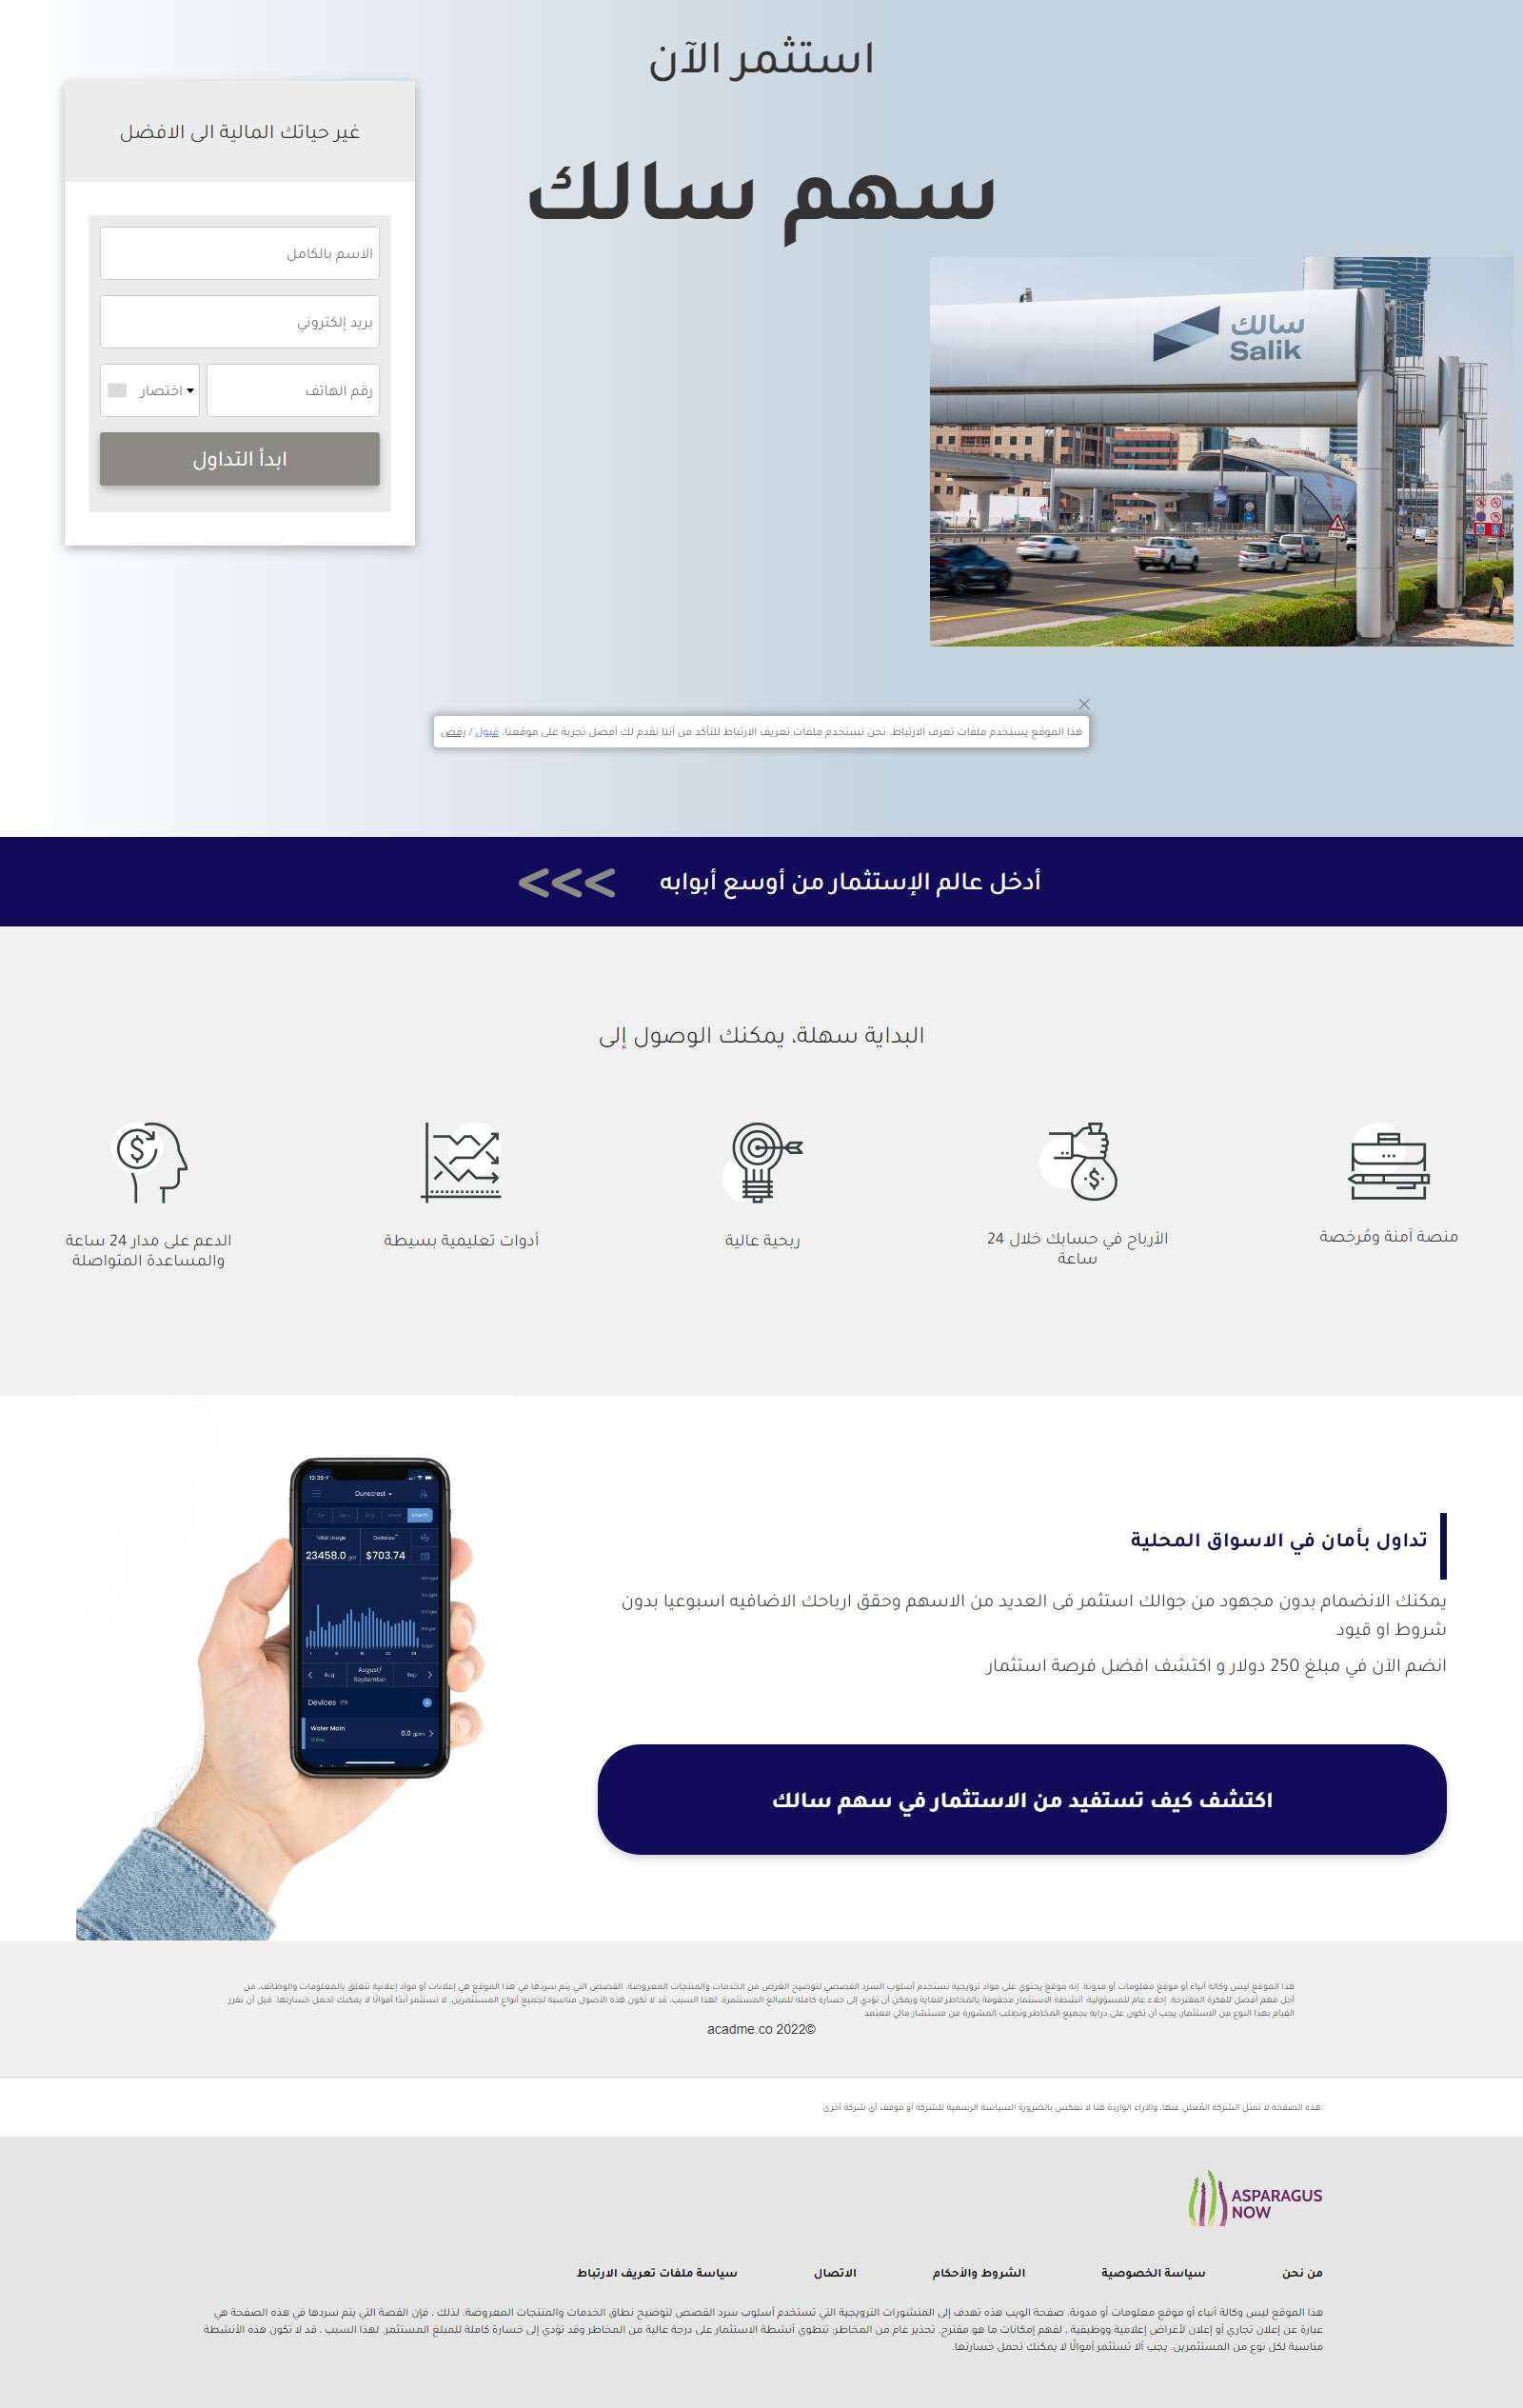 استثمر الآن
سهم سالك
غير حياتك المالية الى الافضل
الاسم بالكامل
بريد إلكتروني
رقم الهاتف
اختصار
ابدأ التداول
سالك
Salik
هذا الموقع يستخدم ملفات تعرف الارتباط. نحن نستخدم ملفات تعريف الارتباط للتأكد من أننا نقدم لك أفضل تجربة على موقعنا. قبول / رفض
أدخل عالم الإستثمار من أوسع أبوابه >>>
البداية سهلة، يمكنك الوصول إلى
منصة آمنة ومُرخصة
الأرباح في حسابك خلال 24
ساعة
ربحية عالية
أدوات تعليمية بسيطة
الدعم على مدار 24 ساعة
والمساعدة المتواصلة
تداول بأمان في الاسواق المحلية
يمكنك الانضمام بدون مجهود من جوالك استثمر فى العديد من الاسهم وحقق ارباحك الاضافيه اسبوعيا بدون
شروط او قيود
انضم الآن في مبلغ 250 دولار و اكتشف افضل فرصة استثمار
اكتشف كيف تستفيد من الاستثمار في سهم سالك
12:36
Dunecrest
Total Usage
Gallons
23458.0 gal
$703.74
Aug
August/
September
Sep
Devices
Water Main
0.0 gpm
هذا الموقع ليس وكالة أنباء أو موقع معلومات أو مدونة. إنه موقع يحتوي على مواد ترويجية تستخدم أسلوب السرد القصصي لتوضيح الغرض من الخدمات والمنتجات المعروضة. القصص التي يتم سردها في هذا الموقع هي إعلانات أو مواد إعلانية تتعلق بالمعلومات والوظائف، من
أجل فهم أفضل للفكرة المقترحة. إخلاء عام للمسؤولية: أنشطة الاستثمار محفوفة بالمخاطر للغاية ويمكن أن تؤدي إلى خسارة كاملة للمبالغ المستثمرة. لهذا السبب، قد لا تكون هذه الأصول مناسبة لجميع أنواع المستثمرين. لا تستثمر أبدًا أموالًا لا يمكنك تحمل خسارتها. قبل أن تقرر
القيام بهذا النوع من الاستثمار، يجب أن تكون على دراية بجميع المخاطر وتطلب المشورة من مستشار مالي معتمد
acadme.co 2022©
هذه الصفحة لا تمثل الشركة المُعلن عنها، والآراء الواردة هنا لا تعكس بالضرورة السياسة الرسمية للشركة أو موقف أي شركة أخرى.
ASPARAGUS
NOW
من نحن
سياسة الخصوصية
الشروط والأحكام
الاتصال
سياسة ملفات تعريف الارتباط
هذا الموقع ليس وكالة أنباء أو موقع معلومات أو مدونة. صفحة الويب هذه تهدف إلى المنشورات الترويجية التي تستخدم أسلوب سرد القصص لتوضيح نطاق الخدمات والمنتجات المعروضة. لذلك ، فإن القصة التي يتم سردها في هذه الصفحة هي
عبارة عن إعلان تجاري أو إعلان لأغراض إعلامية ووظيفية ، لفهم إمكانات ما هو مقترح. تحذير عام من المخاطر: تنطوي أنشطة الاستثمار على درجة عالية من المخاطر وقد تؤدي إلى خسارة كاملة للمبلغ المستثمر. لهذا السبب ، قد لا تكون هذه الأنشطة
مناسبة لكل نوع من المستثمرين. يجب ألا تستثمر أموالًا لا يمكنك تحمل خسارتها.